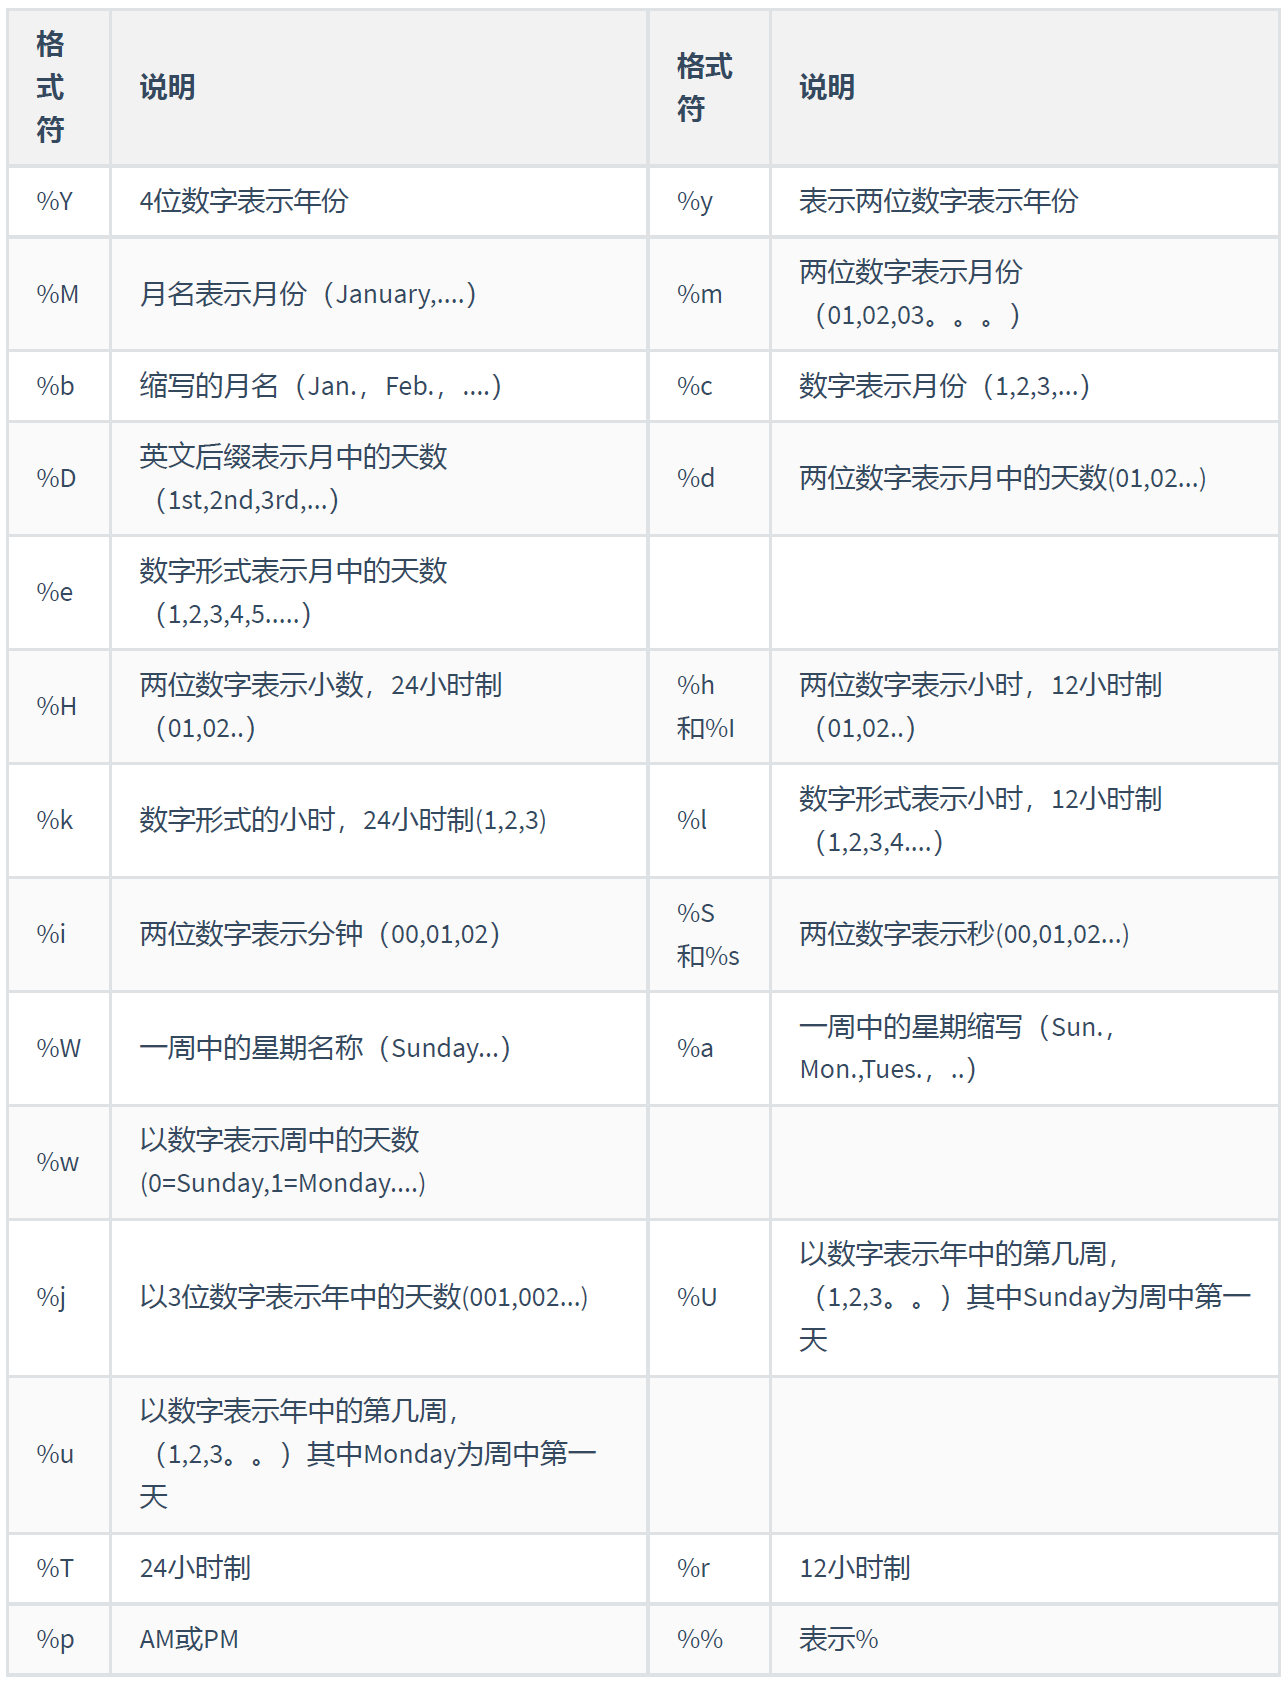 格
式
符
说明
格式
符
说明
%Y
4位数字表示年份
%y
表示两位数字表示年份
%M
月名表示月份（January,....）
%m
两位数字表示月份
（01,02,03。。。）
%b
缩写的月名（Jan.，Feb.，....）
%c
数字表示月份（1,2,3,...）
%D
英文后缀表示月中的天数
（1st,2nd,3rd,...）
%d
两位数字表示月中的天数(01,02...)
%e
数字形式表示月中的天数
（1,2,3,4,5.....）
%H
两位数字表示小数，24小时制
（01,02..）
%h
和%I
两位数字表示小时，12小时制
（01,02..）
%k
数字形式的小时，24小时制(1,2,3)
%l
数字形式表示小时，12小时制
（1,2,3,4....）
%i
两位数字表示分钟（00,01,02）
%S
和%s
两位数字表示秒(00,01,02...)
%W
一周中的星期名称（Sunday...）
%a
一周中的星期缩写（Sun.，
Mon.,Tues.，..）
%w
以数字表示周中的天数
(0=Sunday,1=Monday....)
%j
以3位数字表示年中的天数(001,002...)
%U
以数字表示年中的第几周，
（1,2,3。。）其中Sunday为周中第一
天
%u
以数字表示年中的第几周，
（1,2,3。。）其中Monday为周中第一
天
%T
24小时制
%r
12小时制
%p
AM或PM
%%
表示%